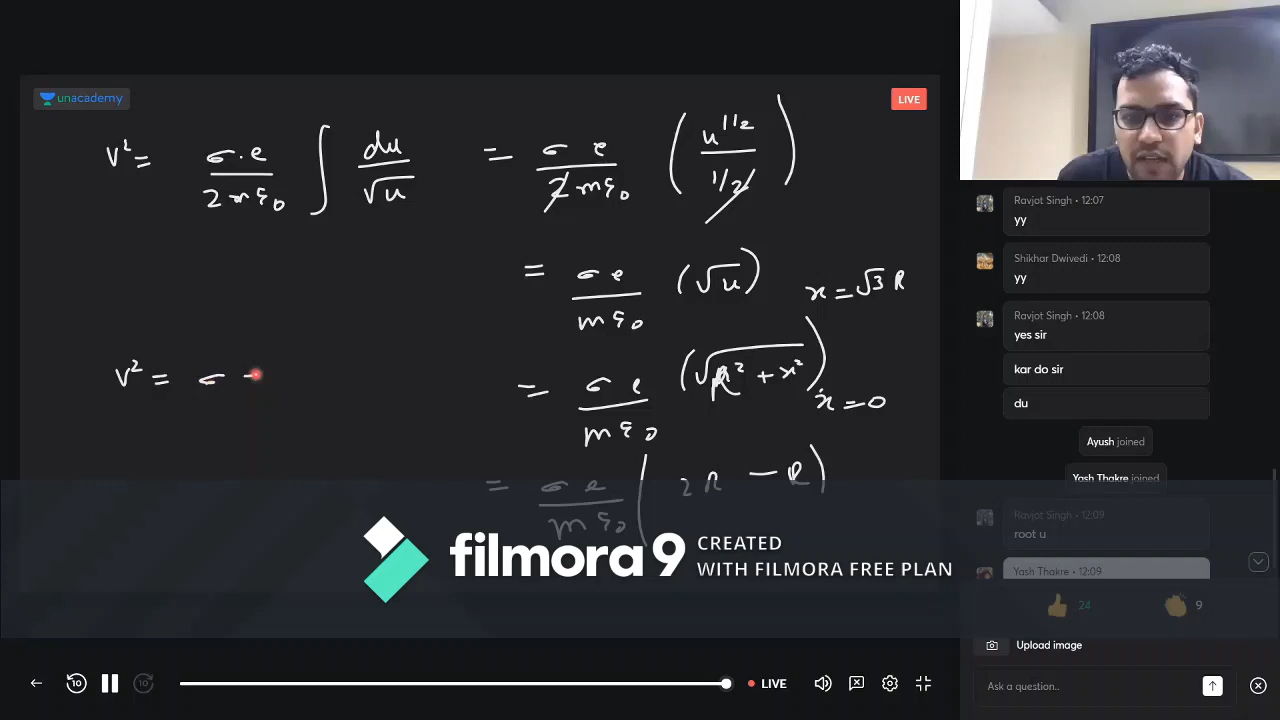 unacademy
LIVE
v² = σ.e / 2mε₀ ∫ du / √u = σ e / 2mε₀ ( u^1/2 / 1/2 )
= σ e / mε₀ (√u) x = √3 R
= σ e / mε₀ (√R² + x²) x = 0
v² = σ
= σ e / mε₀ ( 2R − R )
Ravjot Singh • 12:07
yy
Shikhar Dwivedi • 12:08
yy
Ravjot Singh • 12:08
yes sir
kar do sir
du
Ayush joined
Yash Thakre joined
Ravjot Singh • 12:09
root u
Yash Thakre • 12:09
filmora 9 CREATED
WITH FILMORA FREE PLAN
24 9
Upload image
Ask a question..
10 10 LIVE